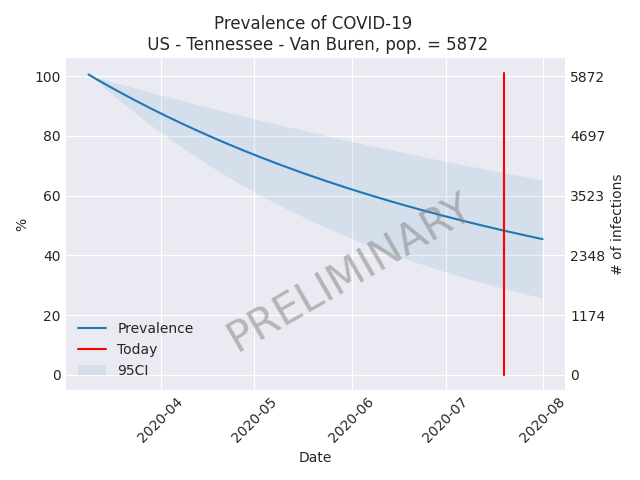 Prevalence of COVID-19
US - Tennessee - Van Buren, pop. = 5872
100
80
60
40
20
0
%
5872
4697
3523
2348
1174
0
# of infections
PRELIMINARY
Prevalence
Today
95CI
2020-04
2020-05
2020-06
2020-07
2020-08
Date